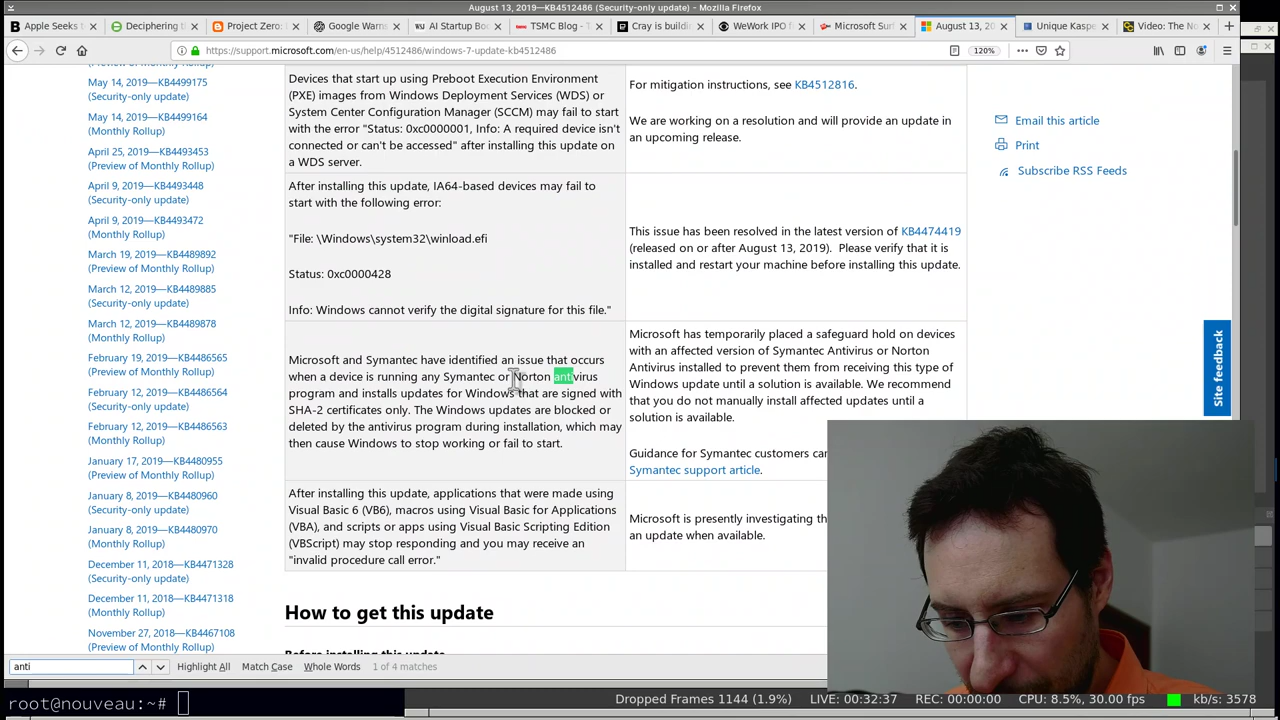 August 13, 2019—KB4512486 (Security-only update) - Mozilla Firefox
Apple Seeks t
Deciphering t
Project Zero:
Google Warns
AI Startup Boo
TSMC Blog - T
Cray is buildi
WeWork IPO f
Microsoft Surf
August 13, 20
Unique Kaspe
Video: The No
https://support.microsoft.com/en-us/help/4512486/windows-7-update-kb4512486
120%
(Preview of Monthly Rollup)
May 14, 2019—KB4499175
(Security-only update)
May 14, 2019—KB4499164
(Monthly Rollup)
April 25, 2019—KB4493453
(Preview of Monthly Rollup)
April 9, 2019—KB4493448
(Security-only update)
April 9, 2019—KB4493472
(Monthly Rollup)
March 19, 2019—KB4489892
(Preview of Monthly Rollup)
March 12, 2019—KB4489885
(Security-only update)
March 12, 2019—KB4489878
(Monthly Rollup)
February 19, 2019—KB4486565
(Preview of Monthly Rollup)
February 12, 2019—KB4486564
(Security-only update)
February 12, 2019—KB4486563
(Monthly Rollup)
January 17, 2019—KB4480955
(Preview of Monthly Rollup)
January 8, 2019—KB4480960
(Security-only update)
January 8, 2019—KB4480970
(Monthly Rollup)
December 11, 2018—KB4471328
(Security-only update)
December 11, 2018—KB4471318
(Monthly Rollup)
November 27, 2018—KB4467108
(Preview of Monthly Rollup)
Devices that start up using Preboot Execution Environment
(PXE) images from Windows Deployment Services (WDS) or
System Center Configuration Manager (SCCM) may fail to start
with the error "Status: 0xc0000001, Info: A required device isn't
connected or can't be accessed" after installing this update on
a WDS server.
For mitigation instructions, see KB4512816.
We are working on a resolution and will provide an update in
an upcoming release.
After installing this update, IA64-based devices may fail to
start with the following error:
"File: \Windows\system32\winload.efi
Status: 0xc0000428
Info: Windows cannot verify the digital signature for this file."
This issue has been resolved in the latest version of KB4474419
(released on or after August 13, 2019). Please verify that it is
installed and restart your machine before installing this update.
Microsoft and Symantec have identified an issue that occurs
when a device is running any Symantec or Norton antivirus
program and installs updates for Windows that are signed with
SHA-2 certificates only. The Windows updates are blocked or
deleted by the antivirus program during installation, which may
then cause Windows to stop working or fail to start.
Microsoft has temporarily placed a safeguard hold on devices
with an affected version of Symantec Antivirus or Norton
Antivirus installed to prevent them from receiving this type of
Windows update until a solution is available. We recommend
that you do not manually install affected updates until a
solution is available.
Guidance for Symantec customers can
Symantec support article.
After installing this update, applications that were made using
Visual Basic 6 (VB6), macros using Visual Basic for Applications
(VBA), and scripts or apps using Visual Basic Scripting Edition
(VBScript) may stop responding and you may receive an
"invalid procedure call error."
Microsoft is presently investigating th
an update when available.
How to get this update
Email this article
Print
Subscribe RSS Feeds
Site feedback
anti
Highlight All
Match Case
Whole Words
1 of 4 matches
root@nouveau:~#
Dropped Frames 1144 (1.9%)
LIVE: 00:32:37
REC: 00:00:00
CPU: 8.5%, 30.00 fps
kb/s: 3578